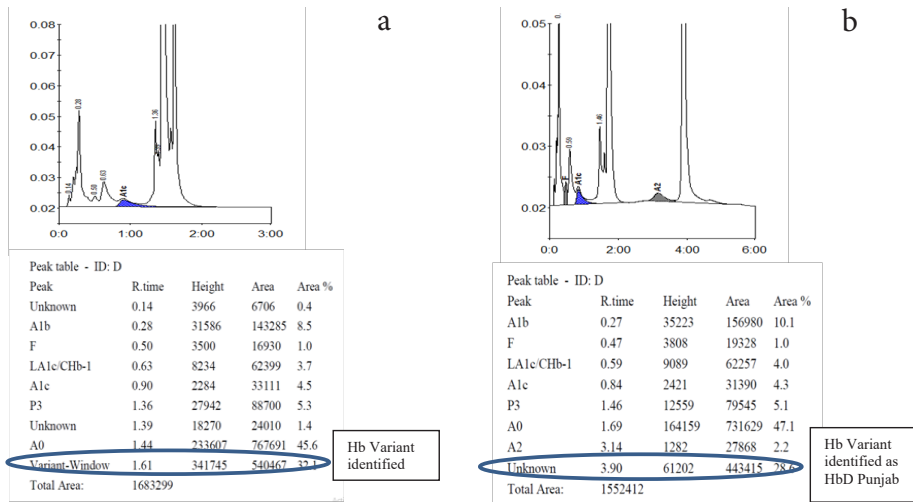 a
0.08
0.07
0.06
0.05
0.04
0.03
0.02
0.14
0.28
0.50
0.63
A1c
1.36
0:0
1:00
3:00
Peak table - ID: D
Peak R.time Height Area Area %
Unknown 0.14 3966 6706 0.4
A1b 0.28 31586 143285 8.5
F 0.50 3500 16930 1.0
LA1c/CHb-1 0.63 8234 62399 3.7
A1c 0.90 2284 33111 4.5
P3 1.36 27942 88700 5.3
Unknown 1.39 18270 24010 1.4
A0 1.44 233607 767691 45.6
Variant-Window 1.61 341745 540467 32.1
Total Area: 1683299
Hb Variant
identified
b
0.05
0.04
0.03
0.02
0.
F
0.59
A1c
1.46
A2
0:0
2:00
4:00
6:00
Peak table - ID: D
Peak R.time Height Area Area %
A1b 0.27 35223 156980 10.1
F 0.47 3808 19328 1.0
LA1c/CHb-1 0.59 9089 62257 4.0
A1c 0.84 2421 31390 4.3
P3 1.46 12559 79545 5.1
A0 1.69 164159 731629 47.1
A2 3.14 1282 27868 2.2
Unknown 3.90 61202 443415 28.6
Total Area: 1552412
Hb Variant
identified as
HbD Punjab